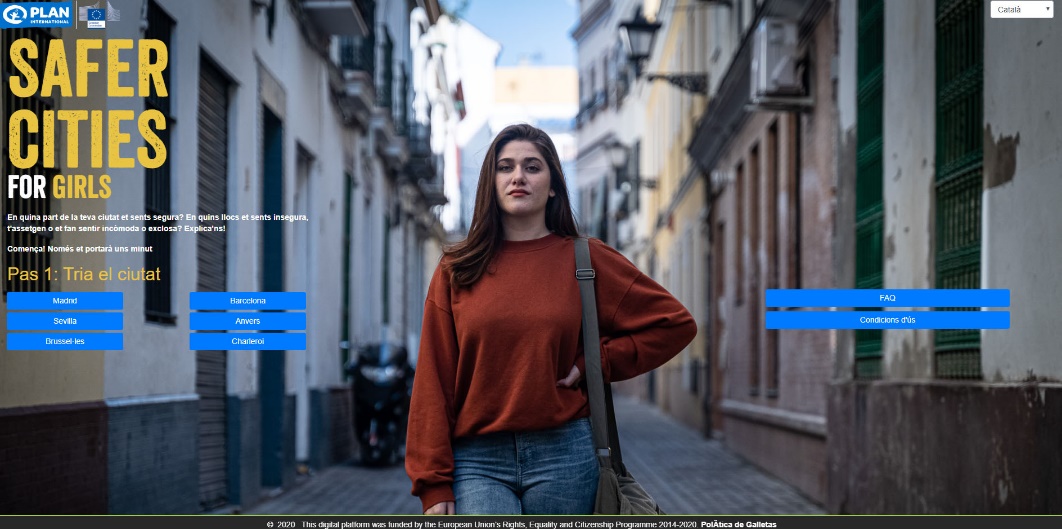 PLAN
INTERNATIONAL
Català
SAFER
CITIES
FOR GIRLS
En quina part de la teva ciutat et sents segura? En quins llocs et sents insegura,
t'assetgen o et fan sentir incòmoda o exclosa? Explica'ns!
Comença! Només et portarà uns minut
Pas 1: Tria el ciutat
Madrid
Barcelona
Sevilla
Anvers
Brussel·les
Charleroi
FAQ
Condicions d'ús
© 2020 This digital platform was funded by the European Union's Rights, Equality and Citizenship Programme 2014-2020 PolÃtica de Galletas